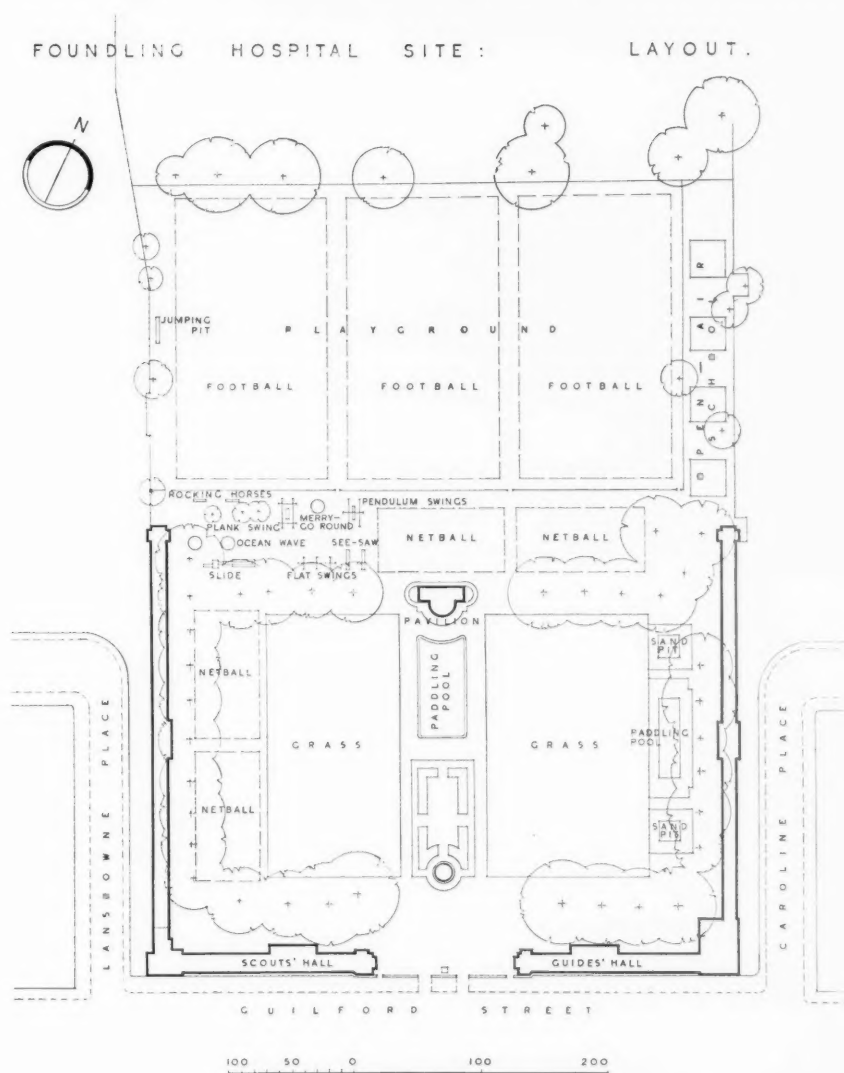 FOUNDLING HOSPITAL SITE: LAYOUT.
N
JUMPING
PIT
PLAYGROUND
FOOTBALL
FOOTBALL
FOOTBALL
OPEN-AIR
SCHOOL
ROCKING HORSES
PENDULUM SWINGS
PLANK SWING
MERRY-
GO ROUND
OCEAN WAVE
SEE-SAW
NETBALL
NETBALL
SLIDE
FLAT SWINGS
PAVILION
NETBALL
PADDLING
POOL
SAND
PIT
GRASS
GRASS
PADDLING
POOL
NETBALL
SAND
PIT
LANSDOWNE PLACE
CAROLINE PLACE
SCOUTS' HALL
GUIDES' HALL
GUILFORD STREET
100 50 0 100 200